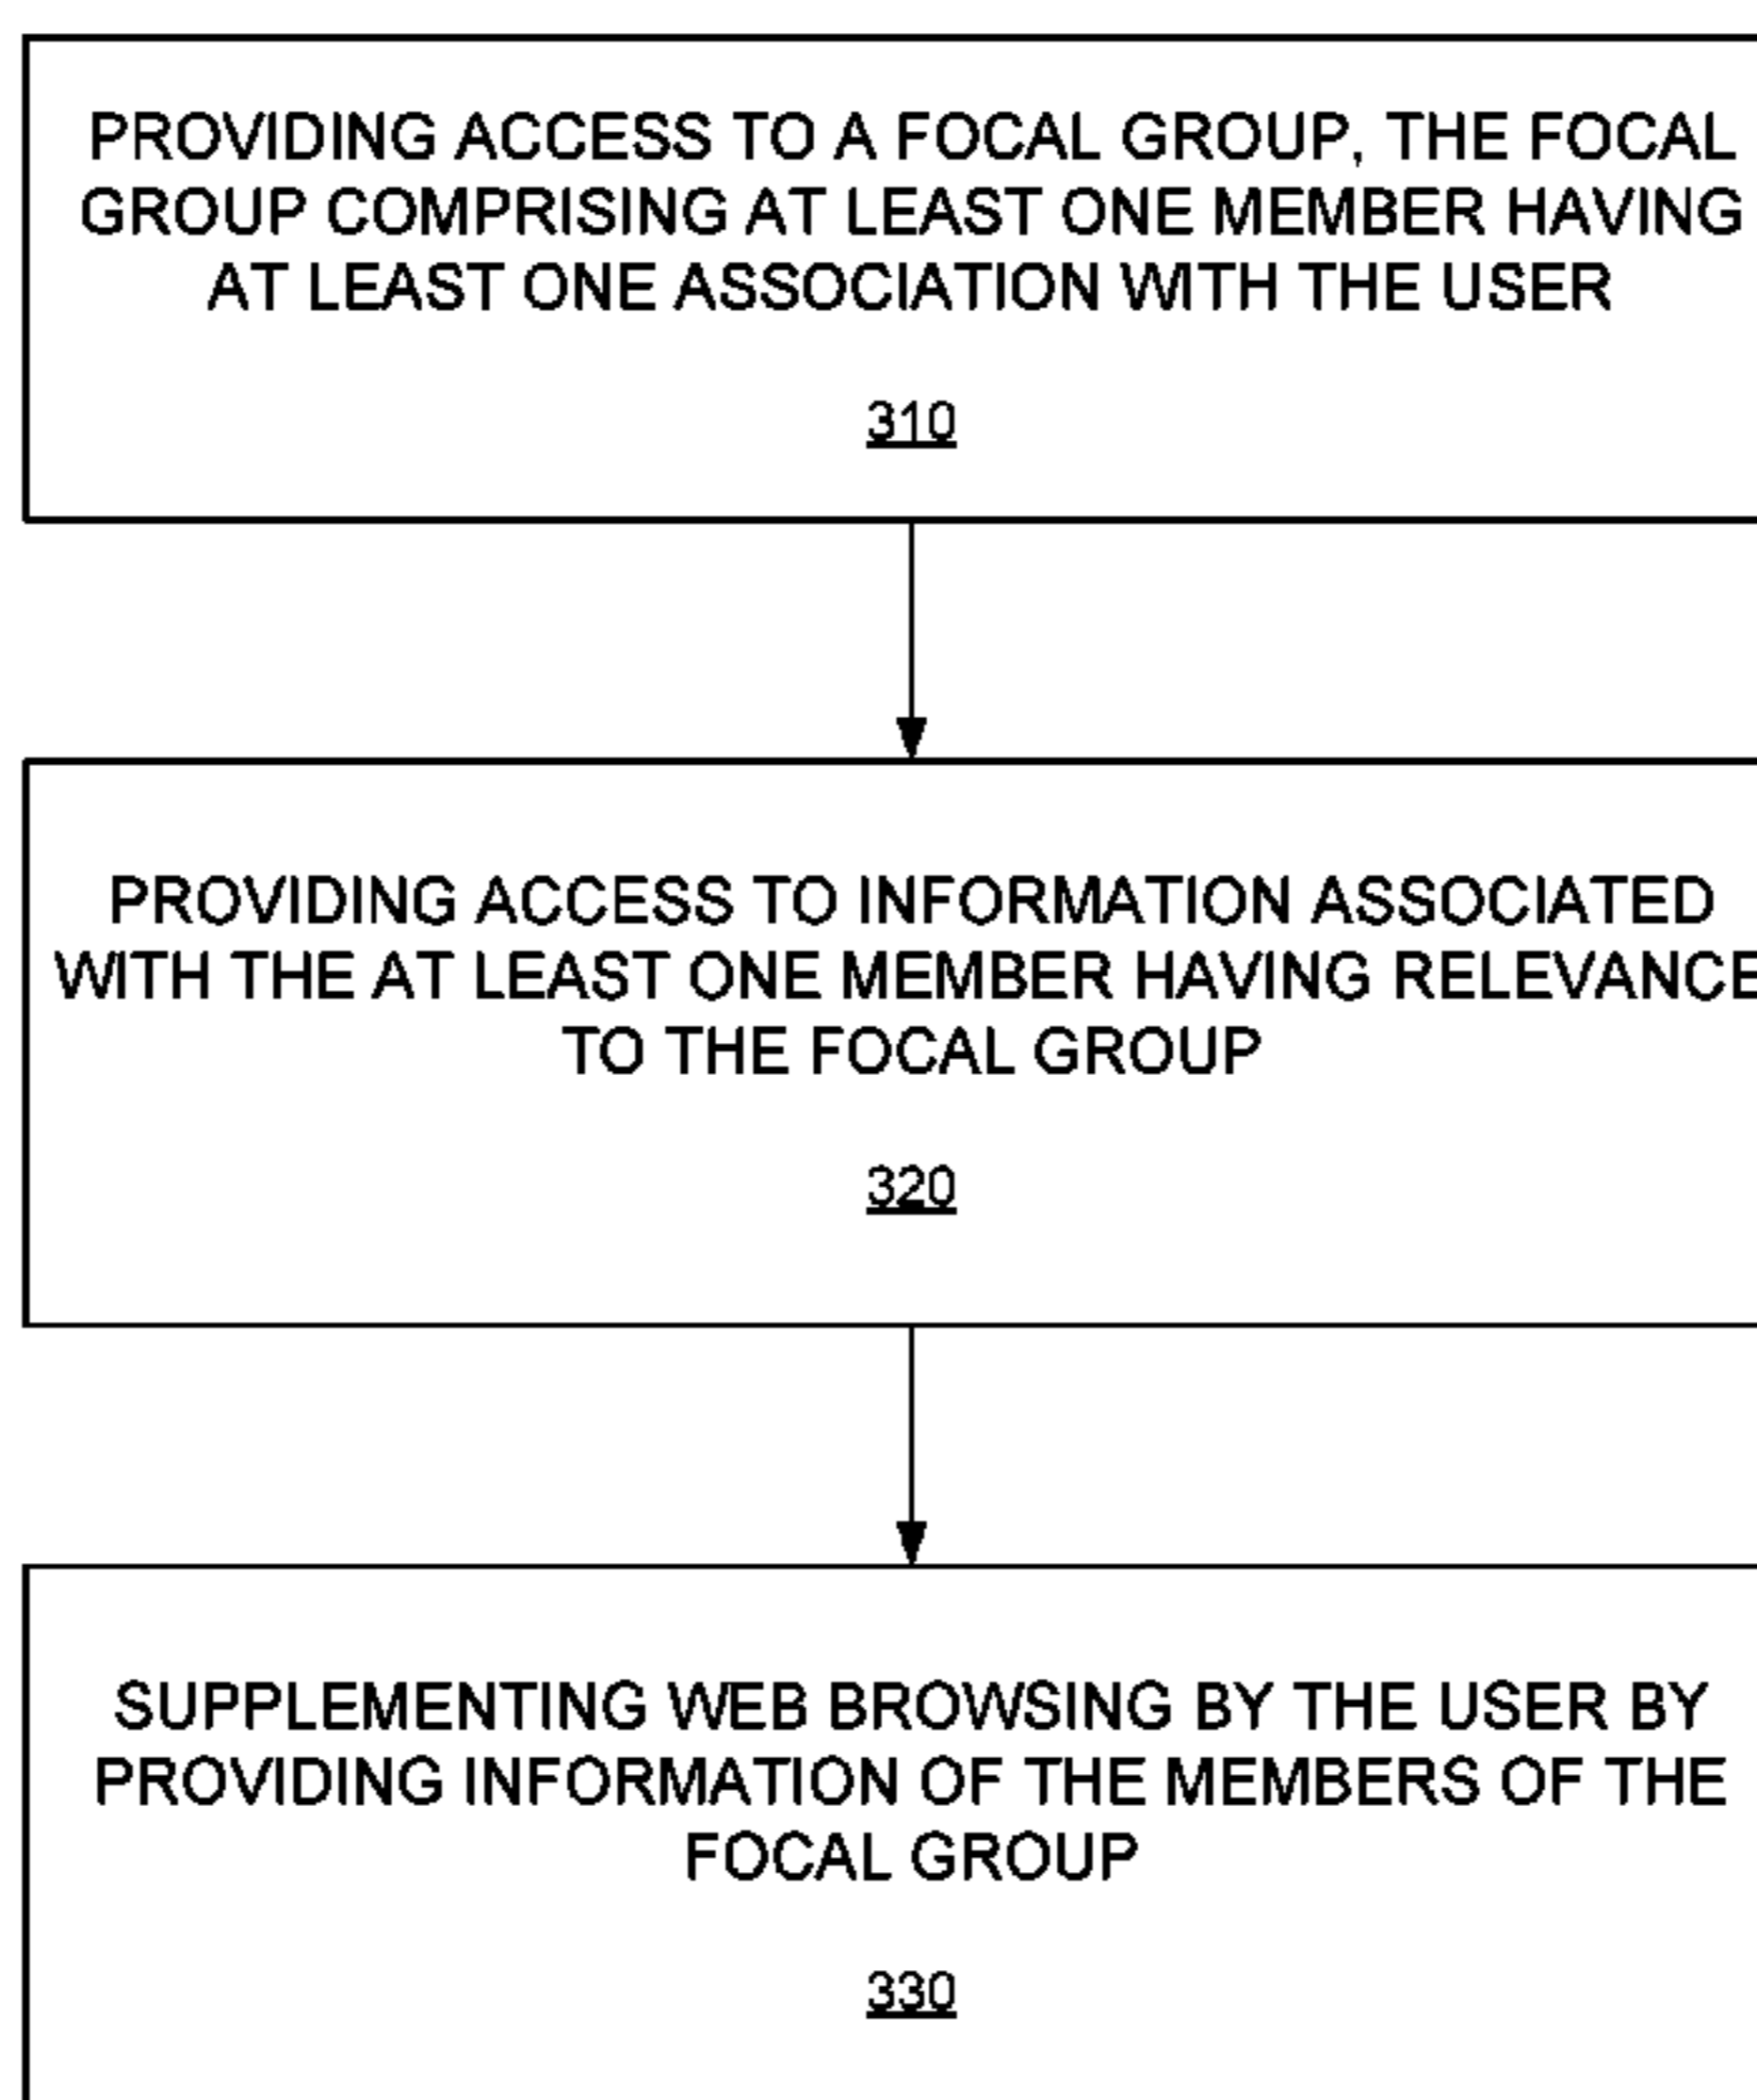 PROVIDING ACCESS TO A FOCAL GROUP, THE FOCAL
GROUP COMPRISING AT LEAST ONE MEMBER HAVING
AT LEAST ONE ASSOCIATION WITH THE USER
310
PROVIDING ACCESS TO INFORMATION ASSOCIATED
WITH THE AT LEAST ONE MEMBER HAVING RELEVANCE
TO THE FOCAL GROUP
320
SUPPLEMENTING WEB BROWSING BY THE USER BY
PROVIDING INFORMATION OF THE MEMBERS OF THE
FOCAL GROUP
330